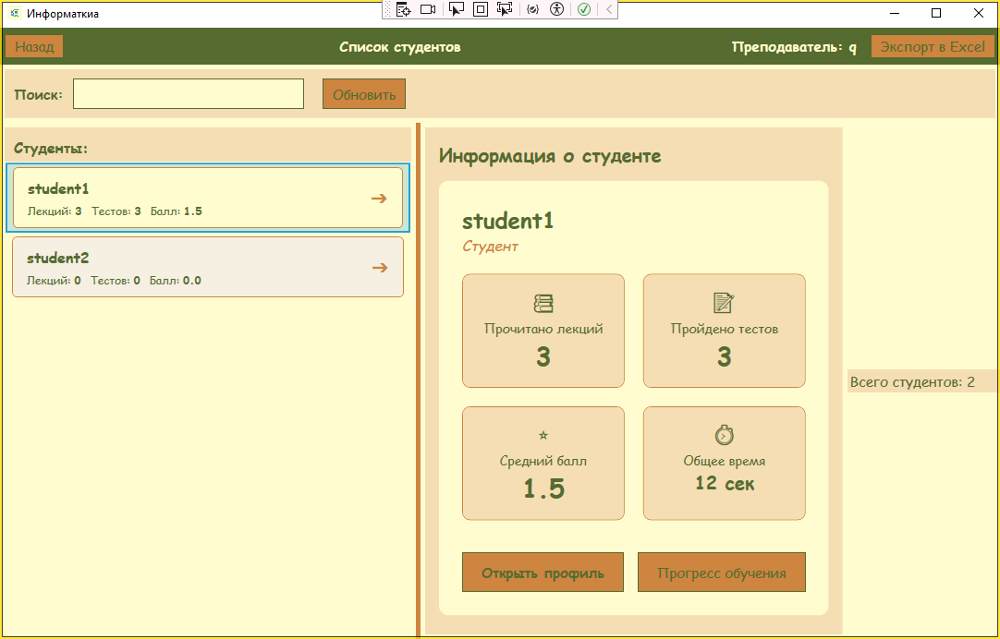 Информаткиа
Назад
Список студентов
Преподаватель: q
Экспорт в Excel
Поиск:
Обновить
Студенты:
student1
Лекций: 3 Тестов: 3 Балл: 1.5
student2
Лекций: 0 Тестов: 0 Балл: 0.0
Информация о студенте
student1
Студент
Прочитано лекций
3
Пройдено тестов
3
Средний балл
1.5
Общее время
12 сек
Открыть профиль
Прогресс обучения
Всего студентов: 2